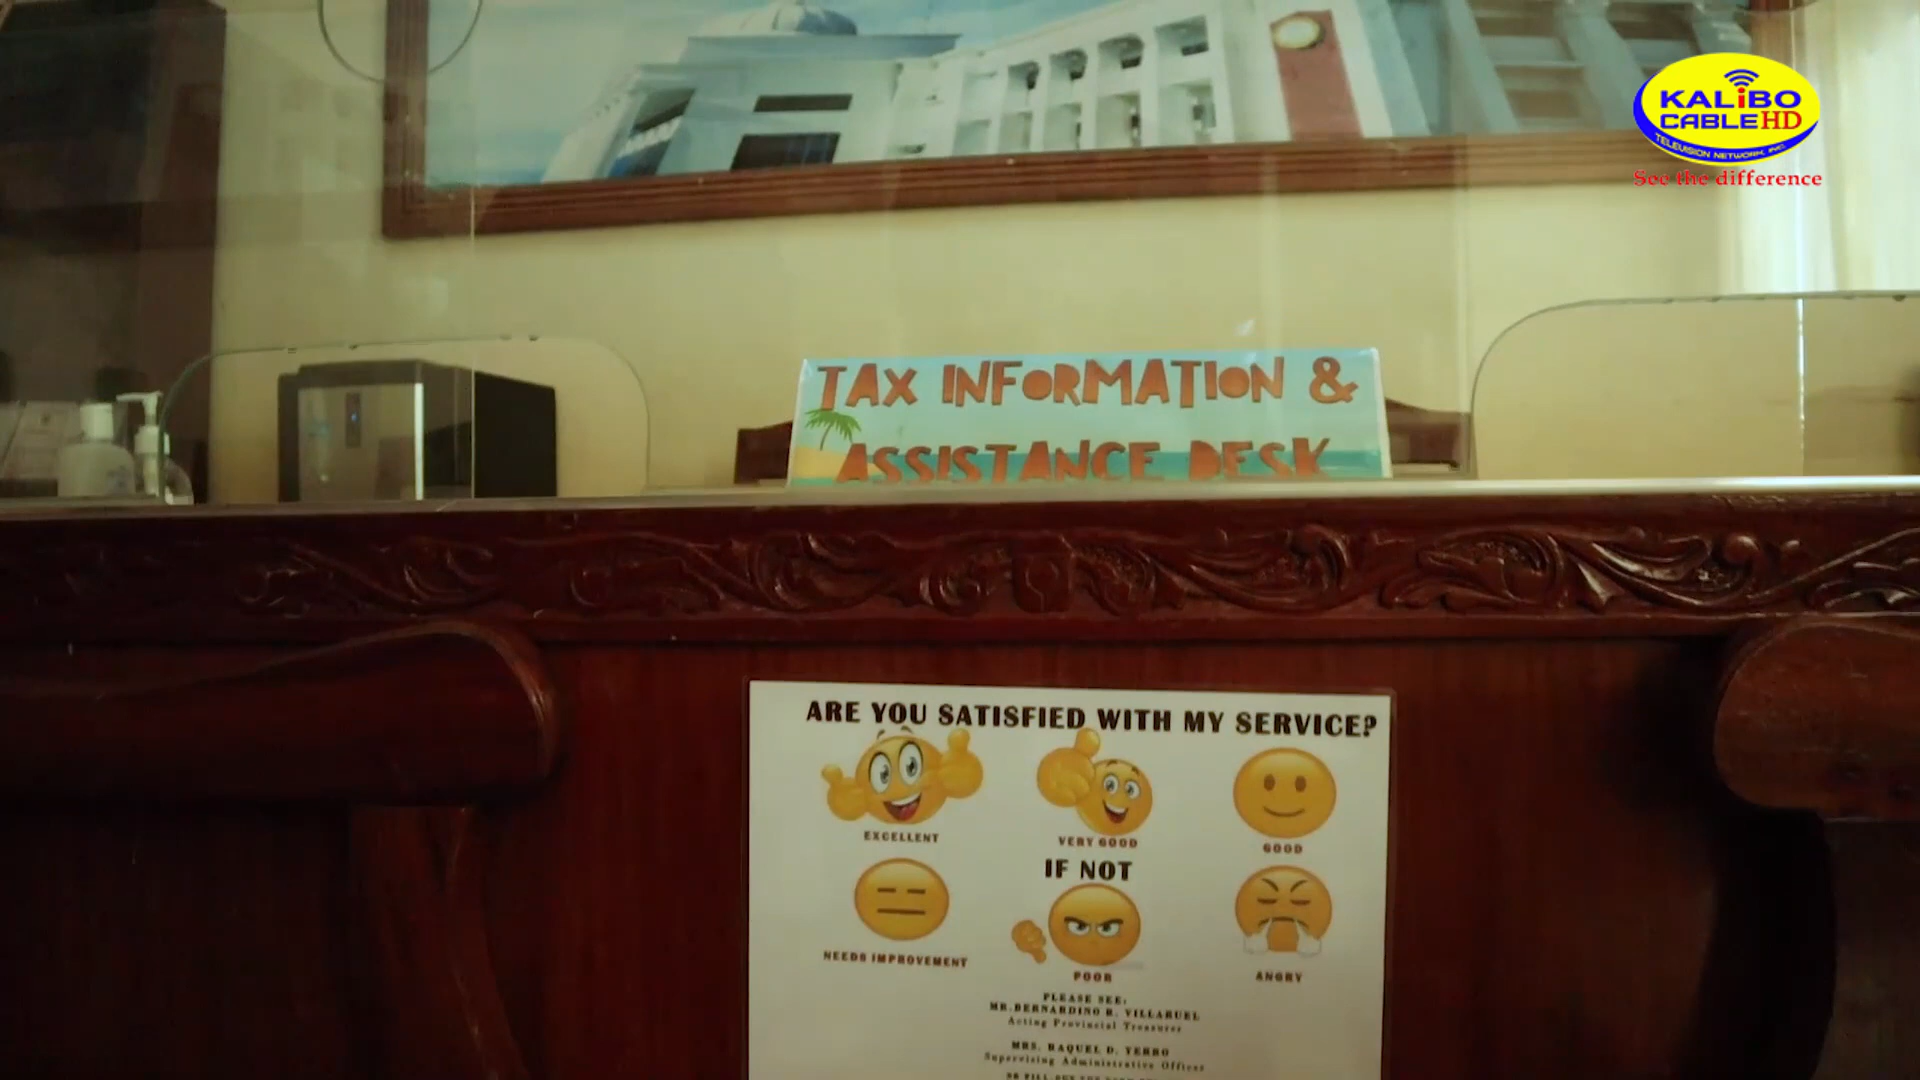 KALiBO
CABLE HD
TELEVISION NETWORK, INC.
See the difference
TAX INFORMATION &
ASSISTANCE DESK
ARE YOU SATISFIED WITH MY SERVICE?
EXCELLENT
VERY GOOD
GOOD
IF NOT
NEEDS IMPROVEMENT
POOR
ANGRY
PLEASE SEE:
MR. BERNARDINO R. VILLARUEL
Acting Provincial Treasurer
MRS. RAQUEL D. YERRO
Supervising Administrative Officer